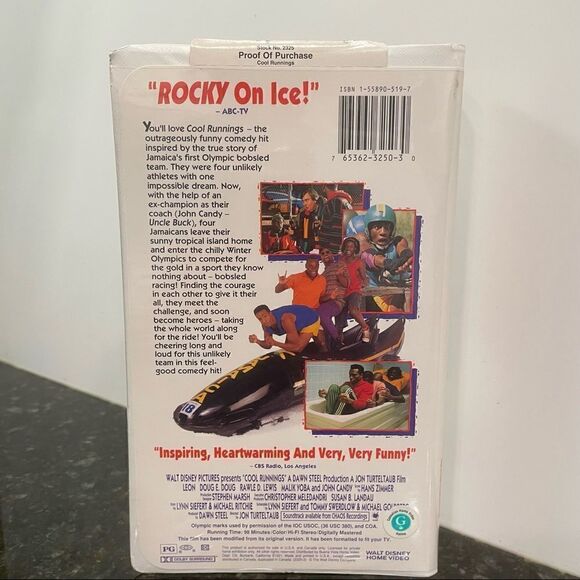 Stock No. 2325
Proof Of Purchase
Cool Runnings
"ROCKY On Ice!"
– ABC-TV
ISBN 1-55890-519-7
7 65362-3250-3 0
You'll love Cool Runnings – the
outrageously funny comedy hit
inspired by the true story of
Jamaica's first Olympic bobsled
team. They were four unlikely
athletes with one
impossible dream. Now,
with the help of an
ex-champion as their
coach (John Candy –
Uncle Buck), four
Jamaicans leave their
sunny tropical island home
and enter the chilly Winter
Olympics to compete for
the gold in a sport they know
nothing about – bobsled
racing! Finding the courage
in each other to give it their
all, they meet the
challenge, and soon
become heroes – taking
the whole world along
for the ride! You'll be
cheering long and
loud for this unlikely
team in this feel-
good comedy hit!
18
"Inspiring, Heartwarming And Very, Very Funny!"
– CBS Radio, Los Angeles
WALT DISNEY PICTURES presents "COOL RUNNINGS" A DAWN STEEL Production A JON TURTELTAUB Film
LEON DOUG E. DOUG RAWLE D. LEWIS MALIK YOBA and JOHN CANDY HANS ZIMMER
STEPHEN MARSH CHRISTOPHER MELEDANDRI SUSAN B. LANDAU
LYNN SIEFERT & MICHAEL RITCHIE LYNN SIEFERT and TOMMY SWERDLOW & MICHAEL
DAWN STEEL JON TURTELTAUB Soundtrack available from CHAOS Recordings
Olympic marks used by permission of the IOC USOC, (36 USC 380), and COA.
Running Time: 98 Minutes/Color/Hi-Fi Stereo/Digitally Mastered
This film has been modified from its original version. It has been formatted to fit your TV.
G
PG
DOLBY SURROUND
WALT DISNEY
HOME VIDEO